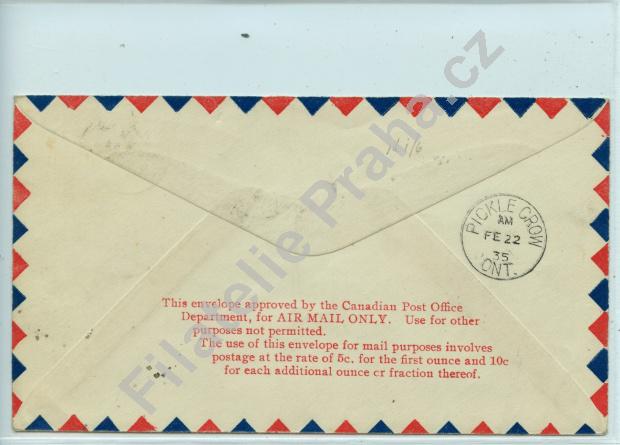 Filatelie Praha.cz
PICKLE CROW
AM
FE 22
35
ONT.
This envelope approved by the Canadian Post Office
Department, for AIR MAIL ONLY. Use for other
purposes not permitted.
The use of this envelope for mail purposes involves
postage at the rate of 5c. for the first ounce and 10c
for each additional ounce cr fraction thereof.